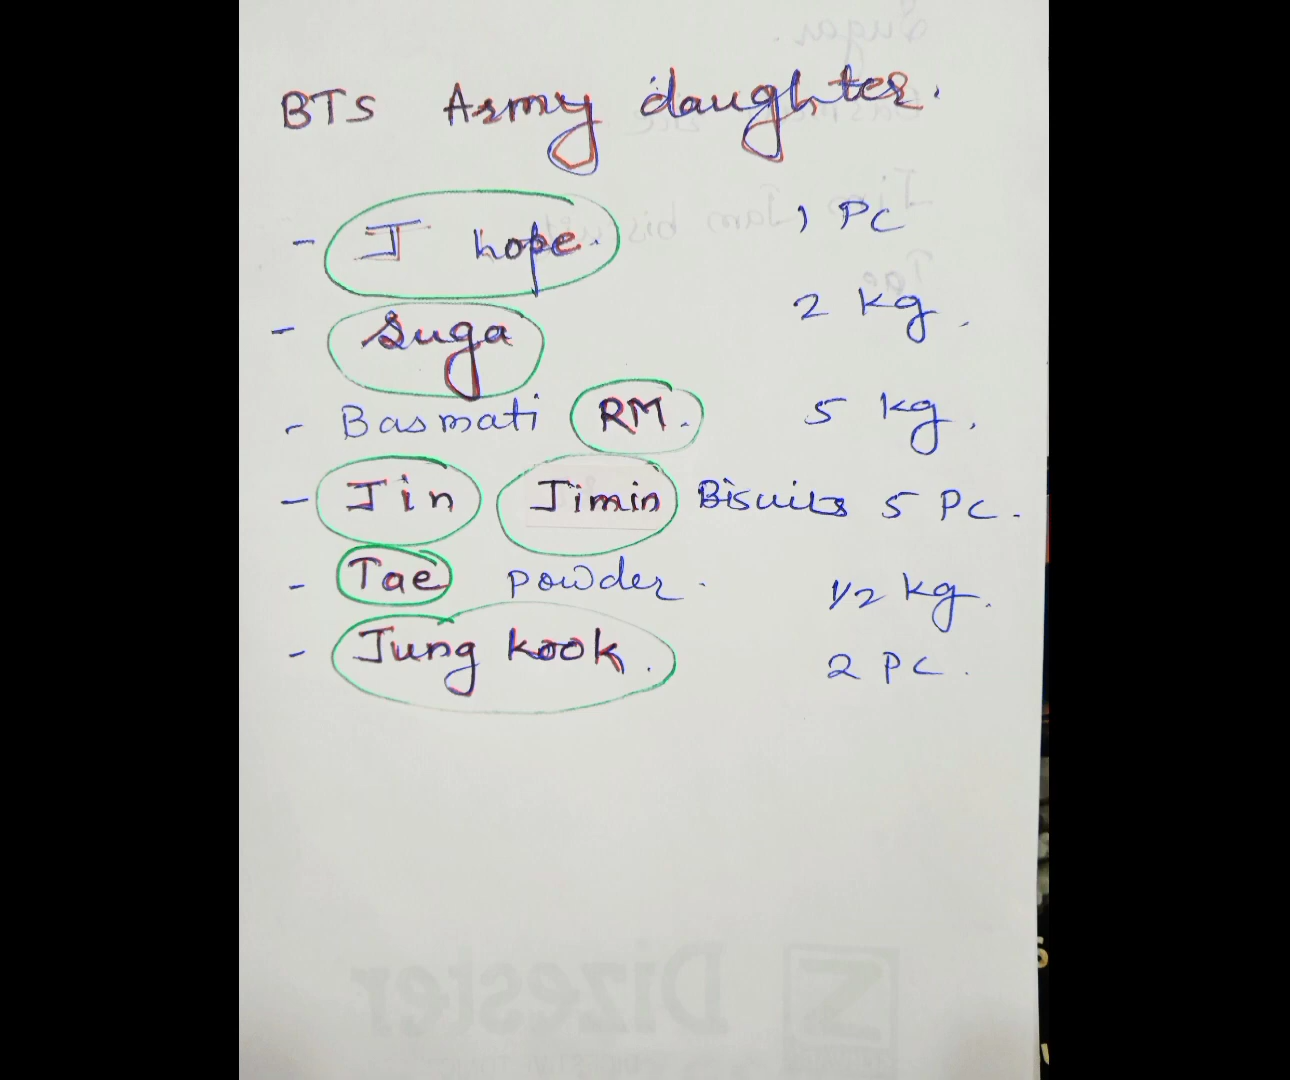 BTS Army daughter.
- J hope. 1 PC
- Suga 2 kg.
- Basmati RM. 5 kg.
- Jin Jimin Biscuits 5 PC.
- Tae powder. 1/2 kg.
- Jung kook. 2 PC.